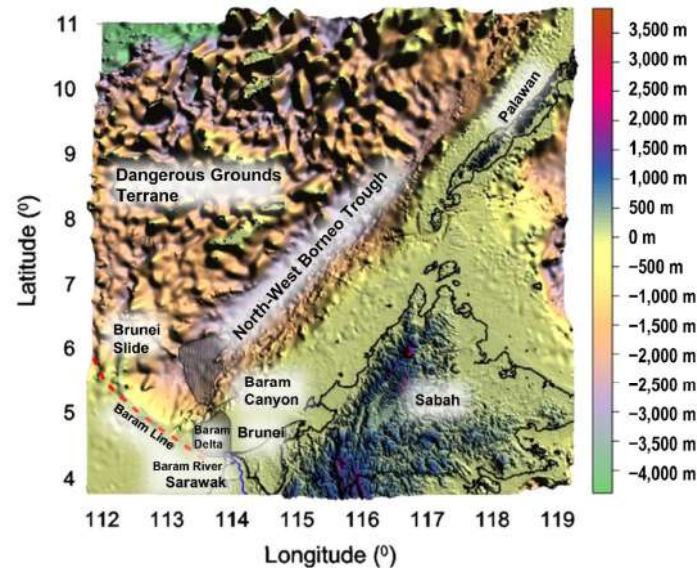 11
10
9
8
7
6
5
4
Latitude (⁰)
112
113
114
115
116
117
118
119
Longitude (⁰)
Palawan
Dangerous Grounds
Terrane
North-West Borneo Trough
Brunei
Slide
Baram
Canyon
Sabah
Baram Line
Baram
Delta
Brunei
Baram River
Sarawak
3,500 m
3,000 m
2,500 m
2,000 m
1,500 m
1,000 m
500 m
0 m
-500 m
-1,000 m
-1,500 m
-2,000 m
-2,500 m
-3,000 m
-3,500 m
-4,000 m